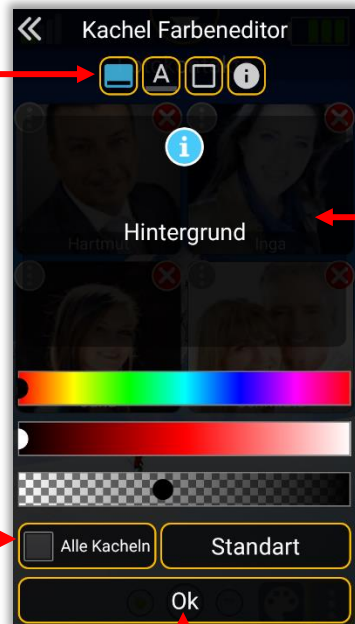 Kachel Farbeneditor
A
i
i
Hartmut Inga
Hintergrund
Alle Kacheln Standart
Ok